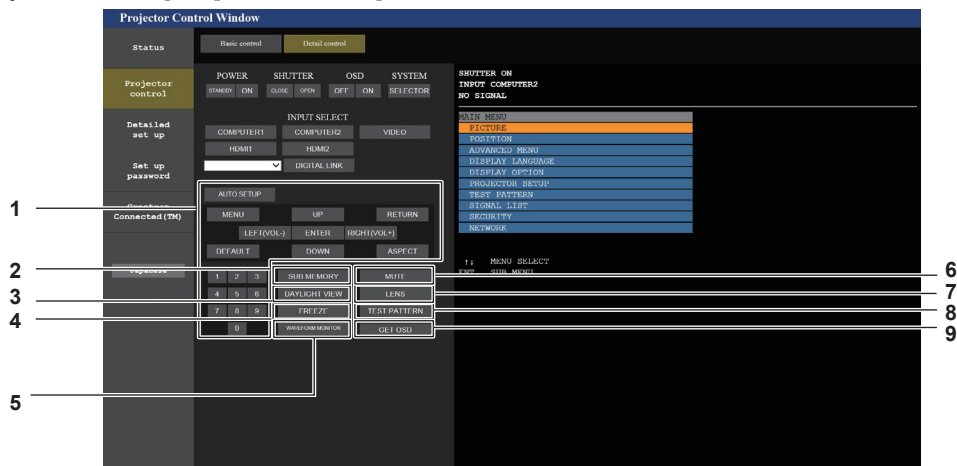 Projector Control Window
Status
Basic control Detail control
Projector
control
Detailed
set up
Set up
password
Connected(TM)
Japanese
POWER SHUTTER OSD SYSTEM
STANDBY ON CLOSE OPEN OFF ON SELECTOR
INPUT SELECT
COMPUTER1 COMPUTER2 VIDEO
HDMI1 HDMI2
DIGITAL LINK
AUTO SETUP
MENU UP RETURN
LEFT(VOL-) ENTER RIGHT(VOL+)
DEFAULT DOWN ASPECT
1 2 3 SUB MEMORY MUTE
4 5 6 DAYLIGHT VIEW LENS
7 8 9 FREEZE TEST PATTERN
0 WAVEFORM MONITOR GET OSD
SHUTTER ON
INPUT COMPUTER2
NO SIGNAL
MAIN MENU
PICTURE
POSITION
ADVANCED MENU
DISPLAY LANGUAGE
DISPLAY OPTION
PROJECTOR SETUP
TEST PATTERN
SIGNAL LIST
SECURITY
NETWORK
↑↓ MENU SELECT
ENT SUB MENU
1
2
3
4
5
6
7
8
9